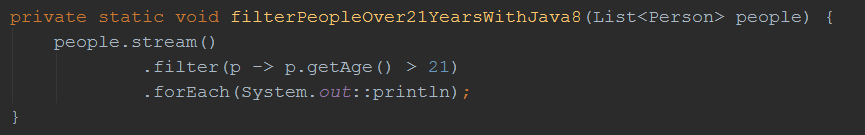 private static void filterPeopleOver21YearsWithJava8(List<Person> people) {
    people.stream()
            .filter(p -> p.getAge() > 21)
            .forEach(System.out::println);
}